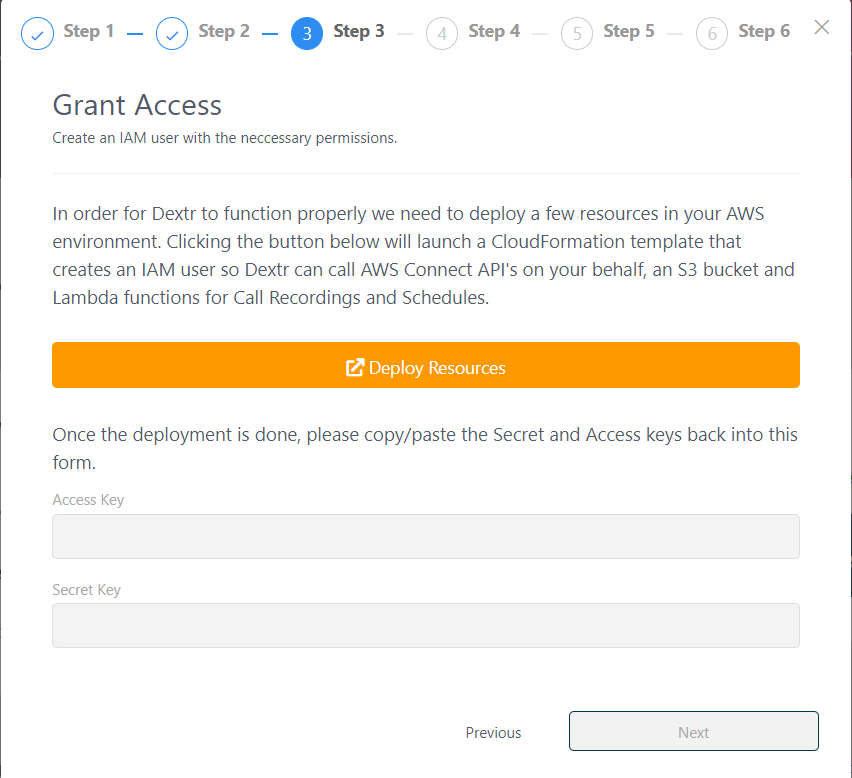 Step 1
Step 2
3 Step 3
4 Step 4
5 Step 5
6 Step 6
Grant Access
Create an IAM user with the neccessary permissions.
In order for Dextr to function properly we need to deploy a few resources in your AWS
environment. Clicking the button below will launch a CloudFormation template that
creates an IAM user so Dextr can call AWS Connect API's on your behalf, an S3 bucket and
Lambda functions for Call Recordings and Schedules.
Deploy Resources
Once the deployment is done, please copy/paste the Secret and Access keys back into this
form.
Access Key
Secret Key
Previous
Next